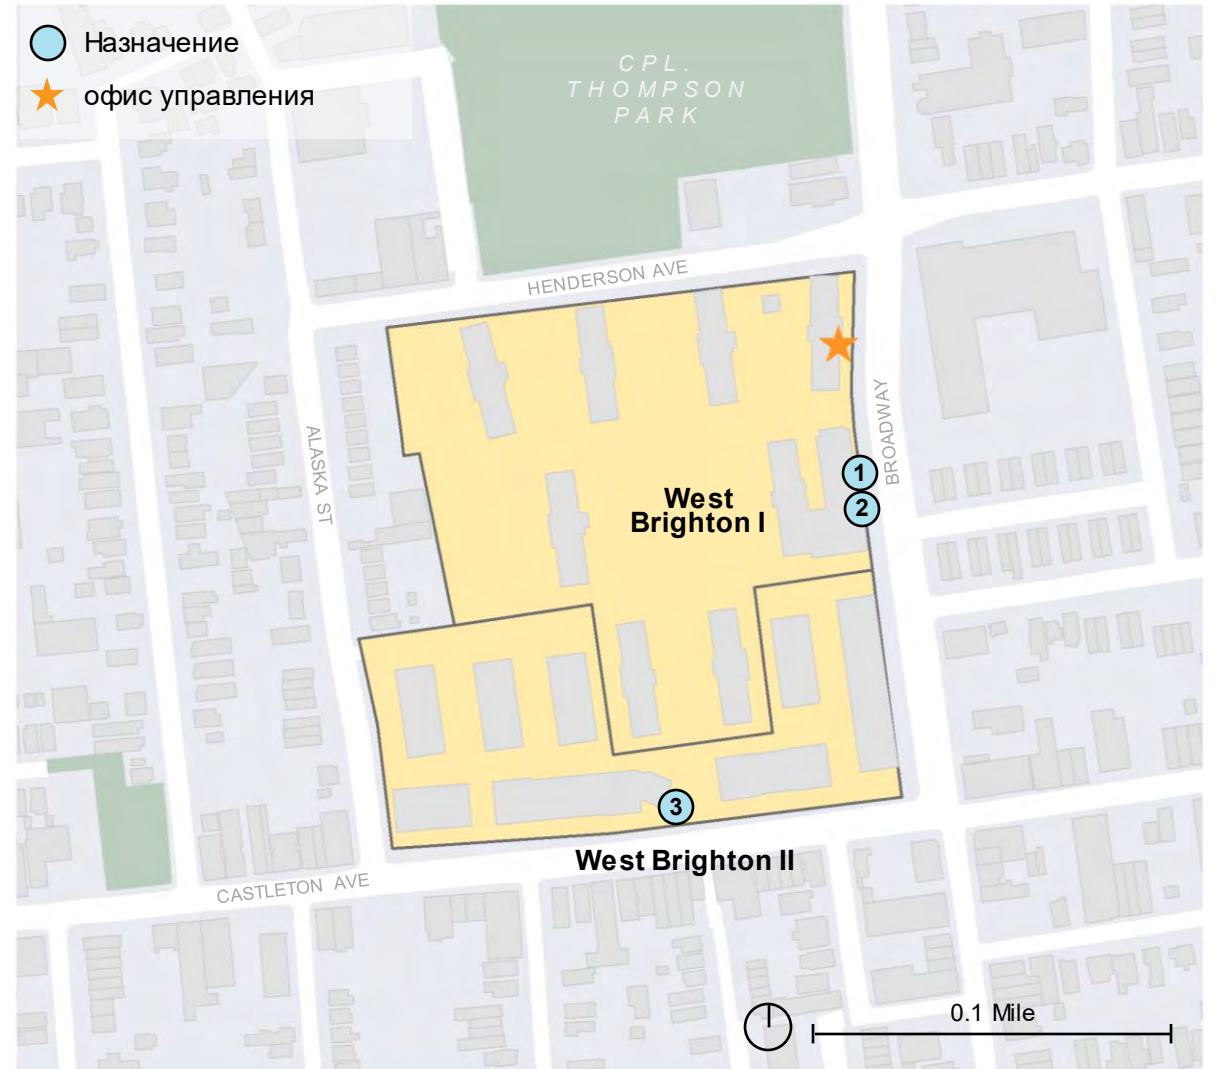 Назначение
офис управления
CPL.
THOMPSON
PARK
HENDERSON AVE
ALASKA ST
BROADWAY
West
Brighton I
1
2
3
West Brighton II
CASTLETON AVE
0.1 Mile